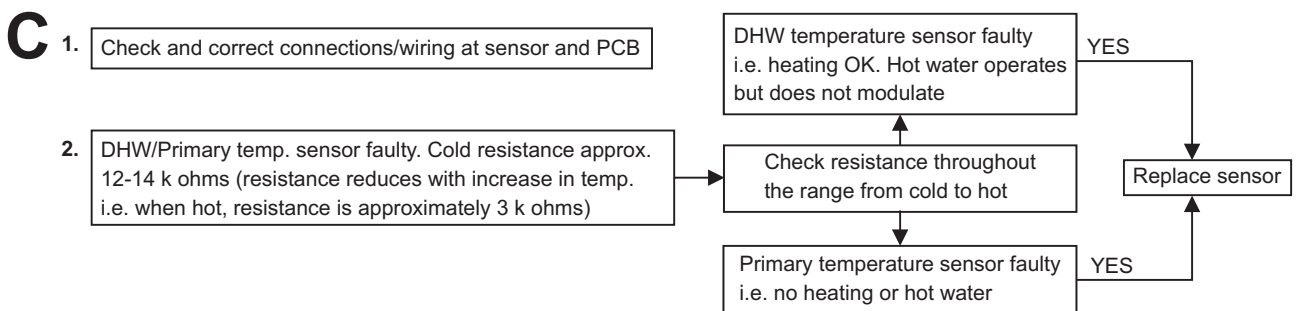 C
1. Check and correct connections/wiring at sensor and PCB
DHW temperature sensor faulty
i.e. heating OK. Hot water operates
but does not modulate
YES
2. DHW/Primary temp. sensor faulty. Cold resistance approx.
12-14 k ohms (resistance reduces with increase in temp.
i.e. when hot, resistance is approximately 3 k ohms)
Check resistance throughout
the range from cold to hot
Replace sensor
Primary temperature sensor faulty
i.e. no heating or hot water
YES